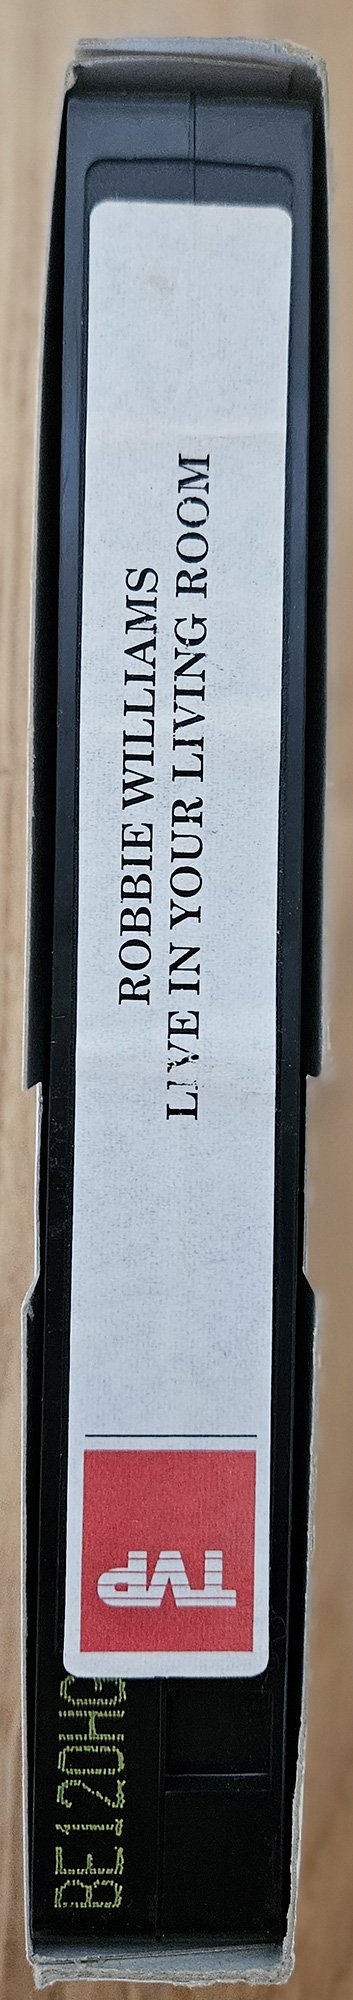 ROBBIE WILLIAMS
LIVE IN YOUR LIVING ROOM
TVP
BE120HG